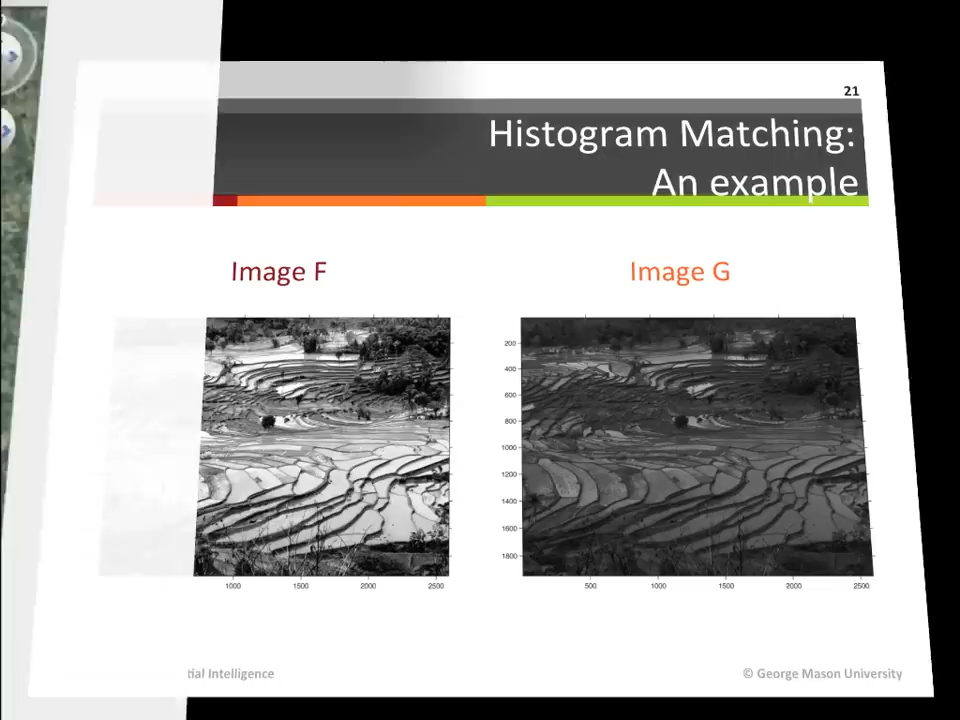 21
Histogram Matching:
An example
Image F
Image G
200
400
600
800
1000
1200
1400
1600
1800
1000 1500 2000 2500
500 1000 1500 2000 2500
Intelligence
© George Mason University